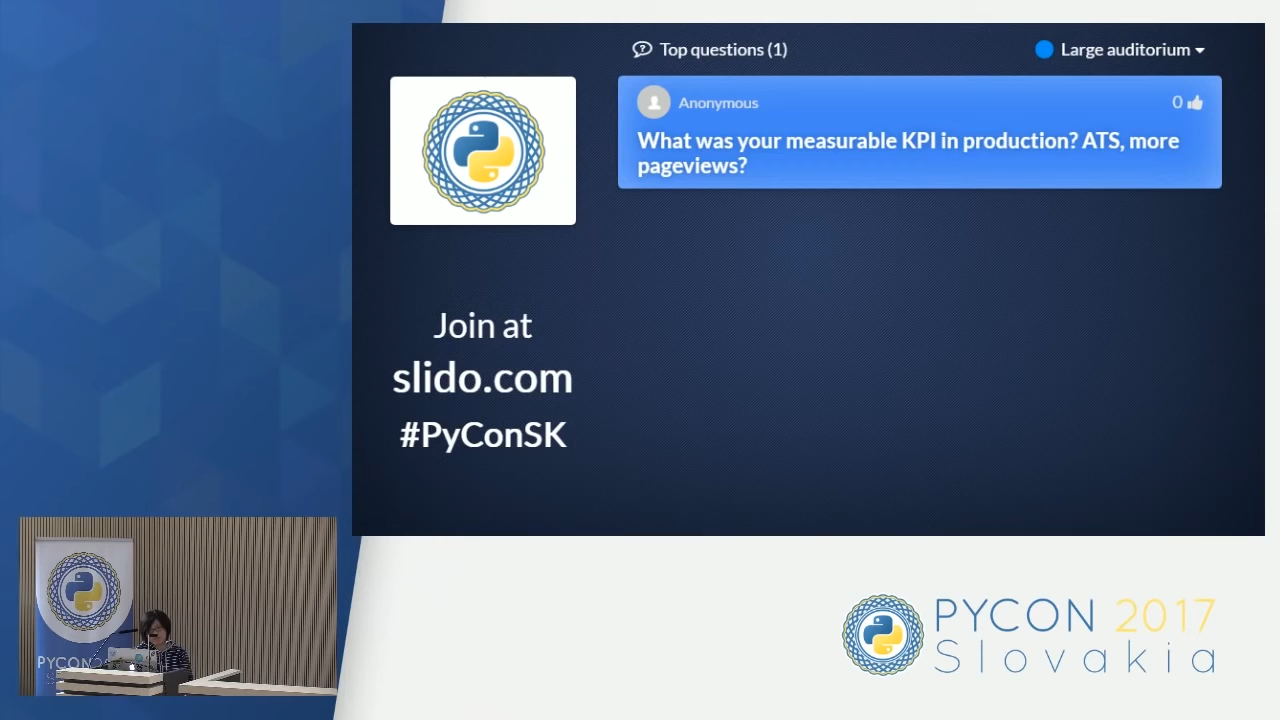 Top questions (1)
Large auditorium
Anonymous
0
What was your measurable KPI in production? ATS, more
pageviews?
Join at
slido.com
#PyConSK
PYCON
PYCON 2017
Slovakia